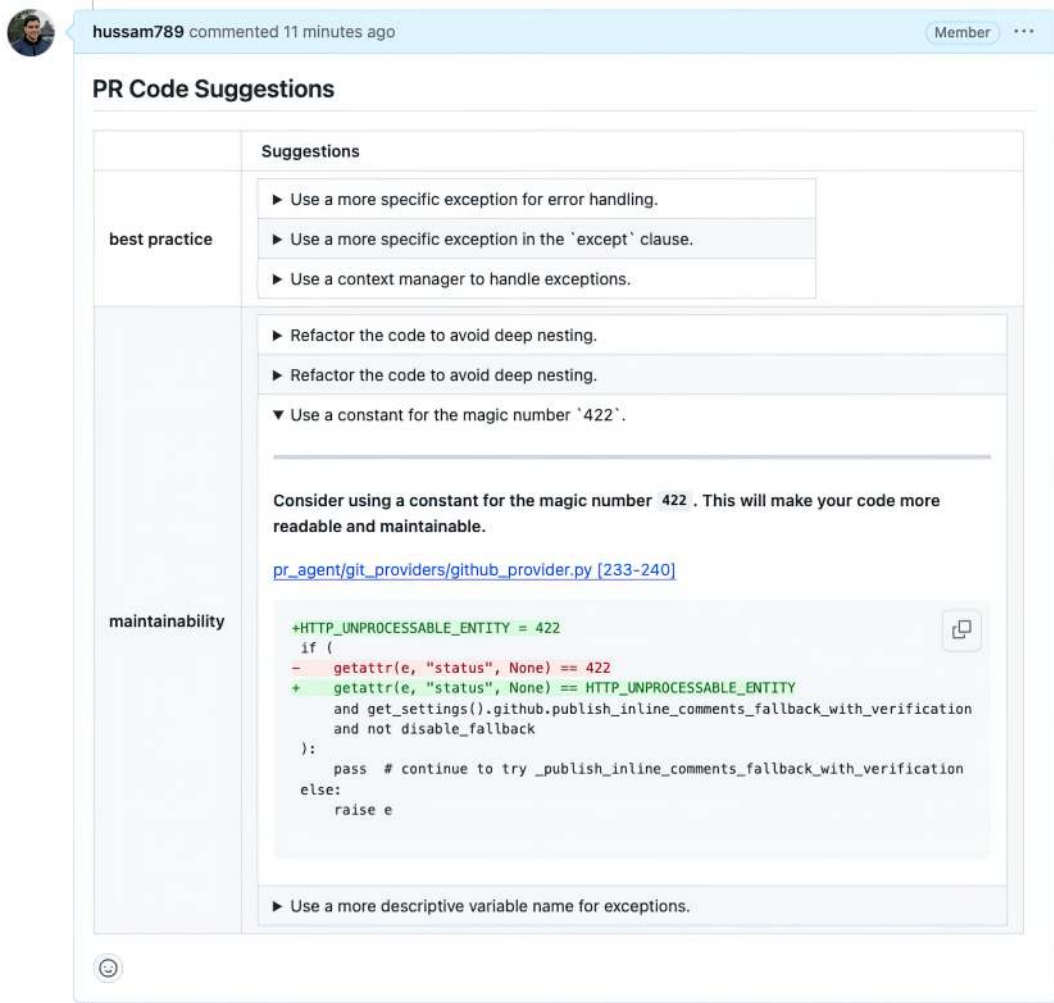 hussam789 commented 11 minutes ago
Member
PR Code Suggestions
Suggestions
best practice
▶ Use a more specific exception for error handling.
▶ Use a more specific exception in the `except` clause.
▶ Use a context manager to handle exceptions.
maintainability
▶ Refactor the code to avoid deep nesting.
▶ Refactor the code to avoid deep nesting.
▼ Use a constant for the magic number `422`.
Consider using a constant for the magic number 422 . This will make your code more
readable and maintainable.
pr_agent/git_providers/github_provider.py [233-240]
+HTTP_UNPROCESSABLE_ENTITY = 422
 if (
-    getattr(e, "status", None) == 422
+    getattr(e, "status", None) == HTTP_UNPROCESSABLE_ENTITY
     and get_settings().github.publish_inline_comments_fallback_with_verification
     and not disable_fallback
 ):
     pass  # continue to try _publish_inline_comments_fallback_with_verification
 else:
     raise e
▶ Use a more descriptive variable name for exceptions.